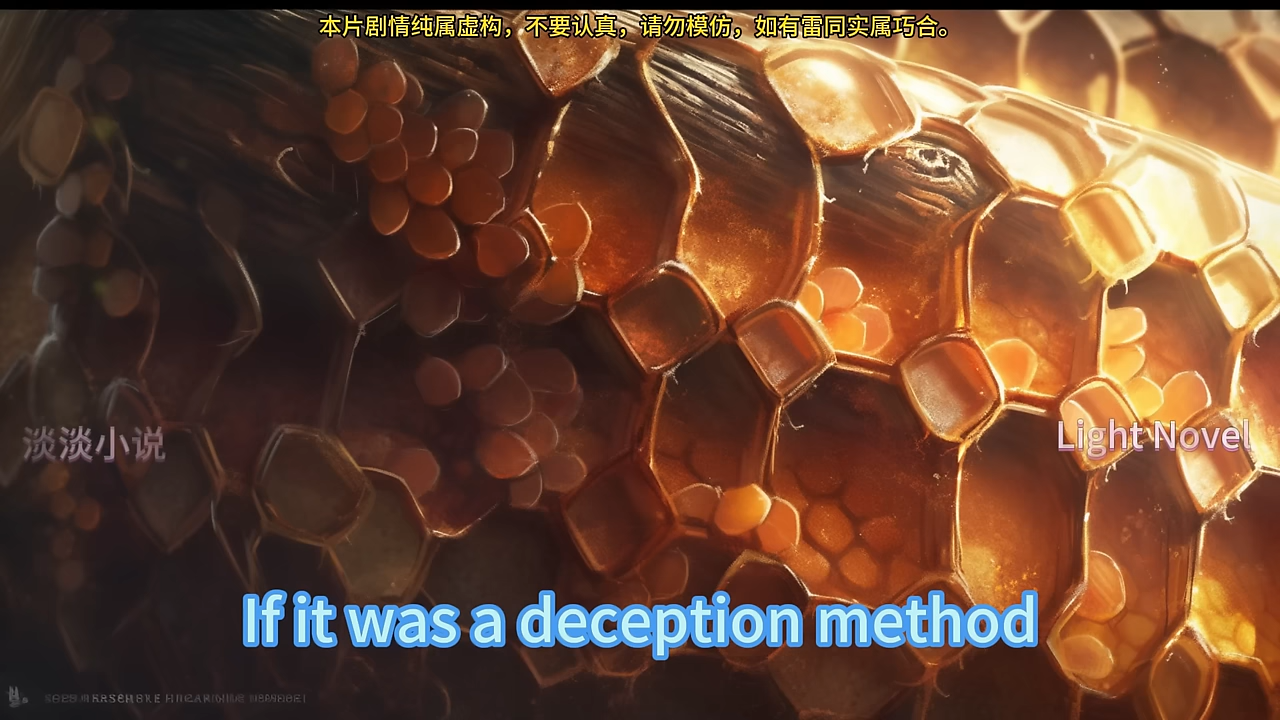 本片剧情纯属虚构，不要认真，请勿模仿，如有雷同实属巧合。
淡淡小说
Light Novel
If it was a deception method